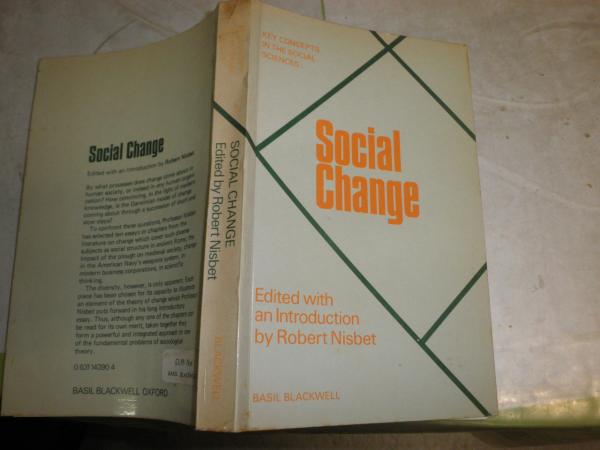 KEY CONCEPTS
IN THE SOCIAL
SCIENCES
Social
Change
Edited with
an Introduction
by Robert Nisbet
BASIL BLACKWELL
SOCIAL CHANGE
Edited by Robert Nisbet
BLACKWELL
Social Change
Edited with an introduction by Robert Nisbet
By what processes does change come about in
human society, or indeed in any human organi-
zation? How convincing, in the light of modern
knowledge, is the Darwinian model of change
coming about through a succession of short and
slow steps?
To confront these questions, Professor Nisbet
has selected ten essays or chapters from the
literature on change which cover such diverse
subjects as social structure in ancient Rome, the
impact of the plough on medieval society, change
in the American Navy's weapons system, in
modern business corporations, in scientific
thinking.
The diversity, however, is only apparent. Each
piece has been chosen for its capacity to illustrate
an element of the theory of change which Professor
Nisbet puts forward in his long introductory
essay. Thus, although any one of the chapters can
be read for its own merit, taken together they
form a powerful and integrated approach to one
of the fundamental problems of sociological
theory.
0 631 14390 4
BASIL BLACKWELL OXFORD